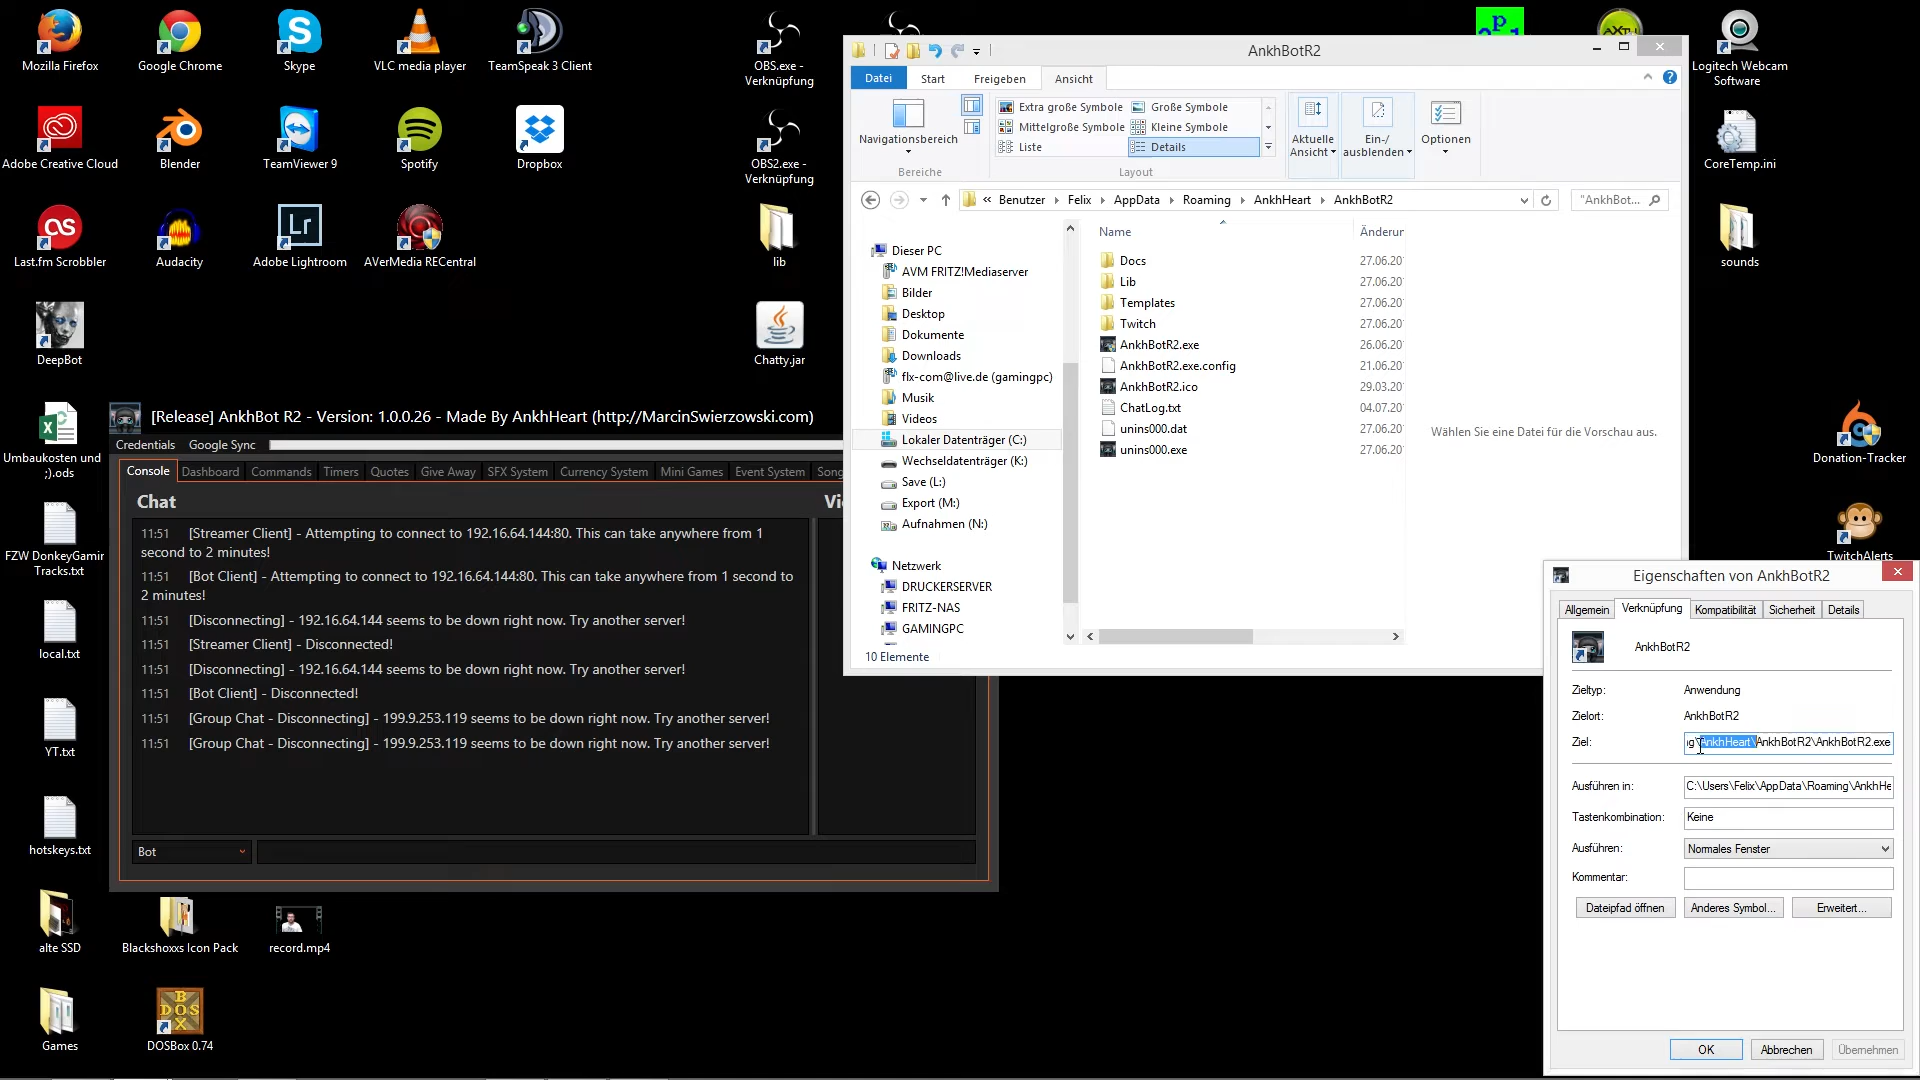 Mozilla Firefox
Google Chrome
Skype
VLC media player
TeamSpeak 3 Client
OBS.exe -
Verknüpfung
Logitech Webcam
Software
Adobe Creative Cloud
Blender
TeamViewer 9
Spotify
Dropbox
OBS2.exe -
Verknüpfung
CoreTemp.ini
Last.fm Scrobbler
Audacity
Adobe Lightroom
AVerMedia RECentral
lib
sounds
DeepBot
Chatty.jar
Umbaukosten und
;).ods
FZW DonkeyGamin
Tracks.txt
local.txt
YT.txt
hotskeys.txt
alte SSD
Blackshoxxs Icon Pack
record.mp4
Games
DOSBox 0.74
Donation-Tracker
TwitchAlerts
AnkhBotR2
Datei
Start
Freigeben
Ansicht
Navigationsbereich
Bereiche
Extra große Symbole
Große Symbole
Mittelgroße Symbole
Kleine Symbole
Liste
Details
Layout
Aktuelle
Ansicht
Ein-/
ausblenden
Optionen
« Benutzer Felix AppData Roaming AnkhHeart AnkhBotR2
"AnkhBot...
Dieser PC
AVM FRITZ!Mediaserver
Bilder
Desktop
Dokumente
Downloads
flx-com@live.de (gamingpc)
Musik
Videos
Lokaler Datenträger (C:)
Wechseldatenträger (K:)
Save (L:)
Export (M:)
Aufnahmen (N:)
Netzwerk
DRUCKERSERVER
FRITZ-NAS
GAMINGPC
Name Änderun
Docs 27.06.20
Lib 27.06.20
Templates 27.06.20
Twitch 27.06.20
AnkhBotR2.exe 26.06.20
AnkhBotR2.exe.config 21.06.20
AnkhBotR2.ico 29.03.20
ChatLog.txt 04.07.20
unins000.dat 27.06.20
unins000.exe 27.06.20
Wählen Sie eine Datei für die Vorschau aus.
10 Elemente
[Release] AnkhBot R2 - Version: 1.0.0.26 - Made By AnkhHeart (http://MarcinSwierzowski.com)
Credentials Google Sync
Console Dashboard Commands Timers Quotes Give Away SFX System Currency System Mini Games Event System Song
Chat
Vi
11:51 [Streamer Client] - Attempting to connect to 192.16.64.144:80. This can take anywhere from 1
second to 2 minutes!
11:51 [Bot Client] - Attempting to connect to 192.16.64.144:80. This can take anywhere from 1 second to
2 minutes!
11:51 [Disconnecting] - 192.16.64.144 seems to be down right now. Try another server!
11:51 [Streamer Client] - Disconnected!
11:51 [Disconnecting] - 192.16.64.144 seems to be down right now. Try another server!
11:51 [Bot Client] - Disconnected!
11:51 [Group Chat - Disconnecting] - 199.9.253.119 seems to be down right now. Try another server!
11:51 [Group Chat - Disconnecting] - 199.9.253.119 seems to be down right now. Try another server!
Bot
Eigenschaften von AnkhBotR2
Allgemein Verknüpfung Kompatibilität Sicherheit Details
AnkhBotR2
Zieltyp: Anwendung
Zielort: AnkhBotR2
Ziel: ıg\AnkhHeart\AnkhBotR2\AnkhBotR2.exe
Ausführen in: C:\Users\Felix\AppData\Roaming\AnkhHe
Tastenkombination: Keine
Ausführen: Normales Fenster
Kommentar:
Dateipfad öffnen Anderes Symbol... Erweitert...
OK Abbrechen Übernehmen